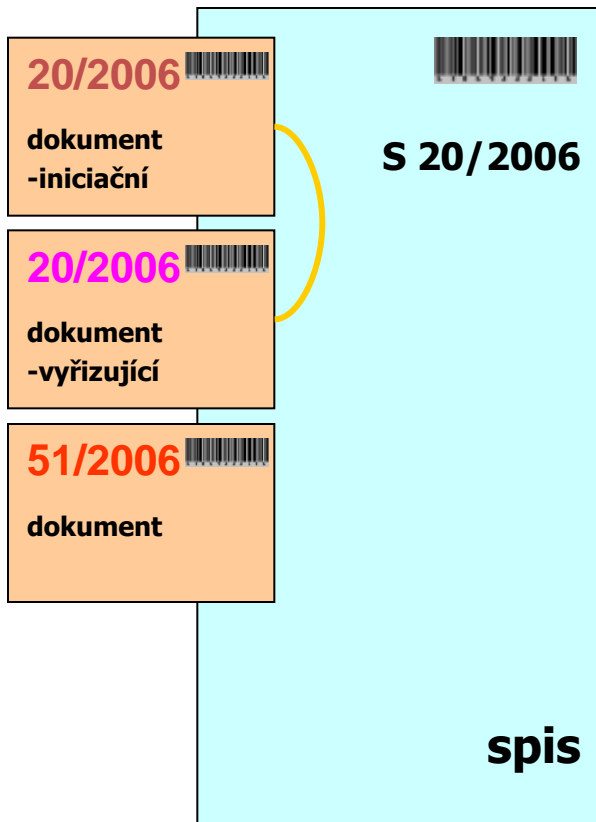 20/2006
dokument
-iniciační
S 20/2006
20/2006
dokument
-vyřizující
51/2006
dokument
spis